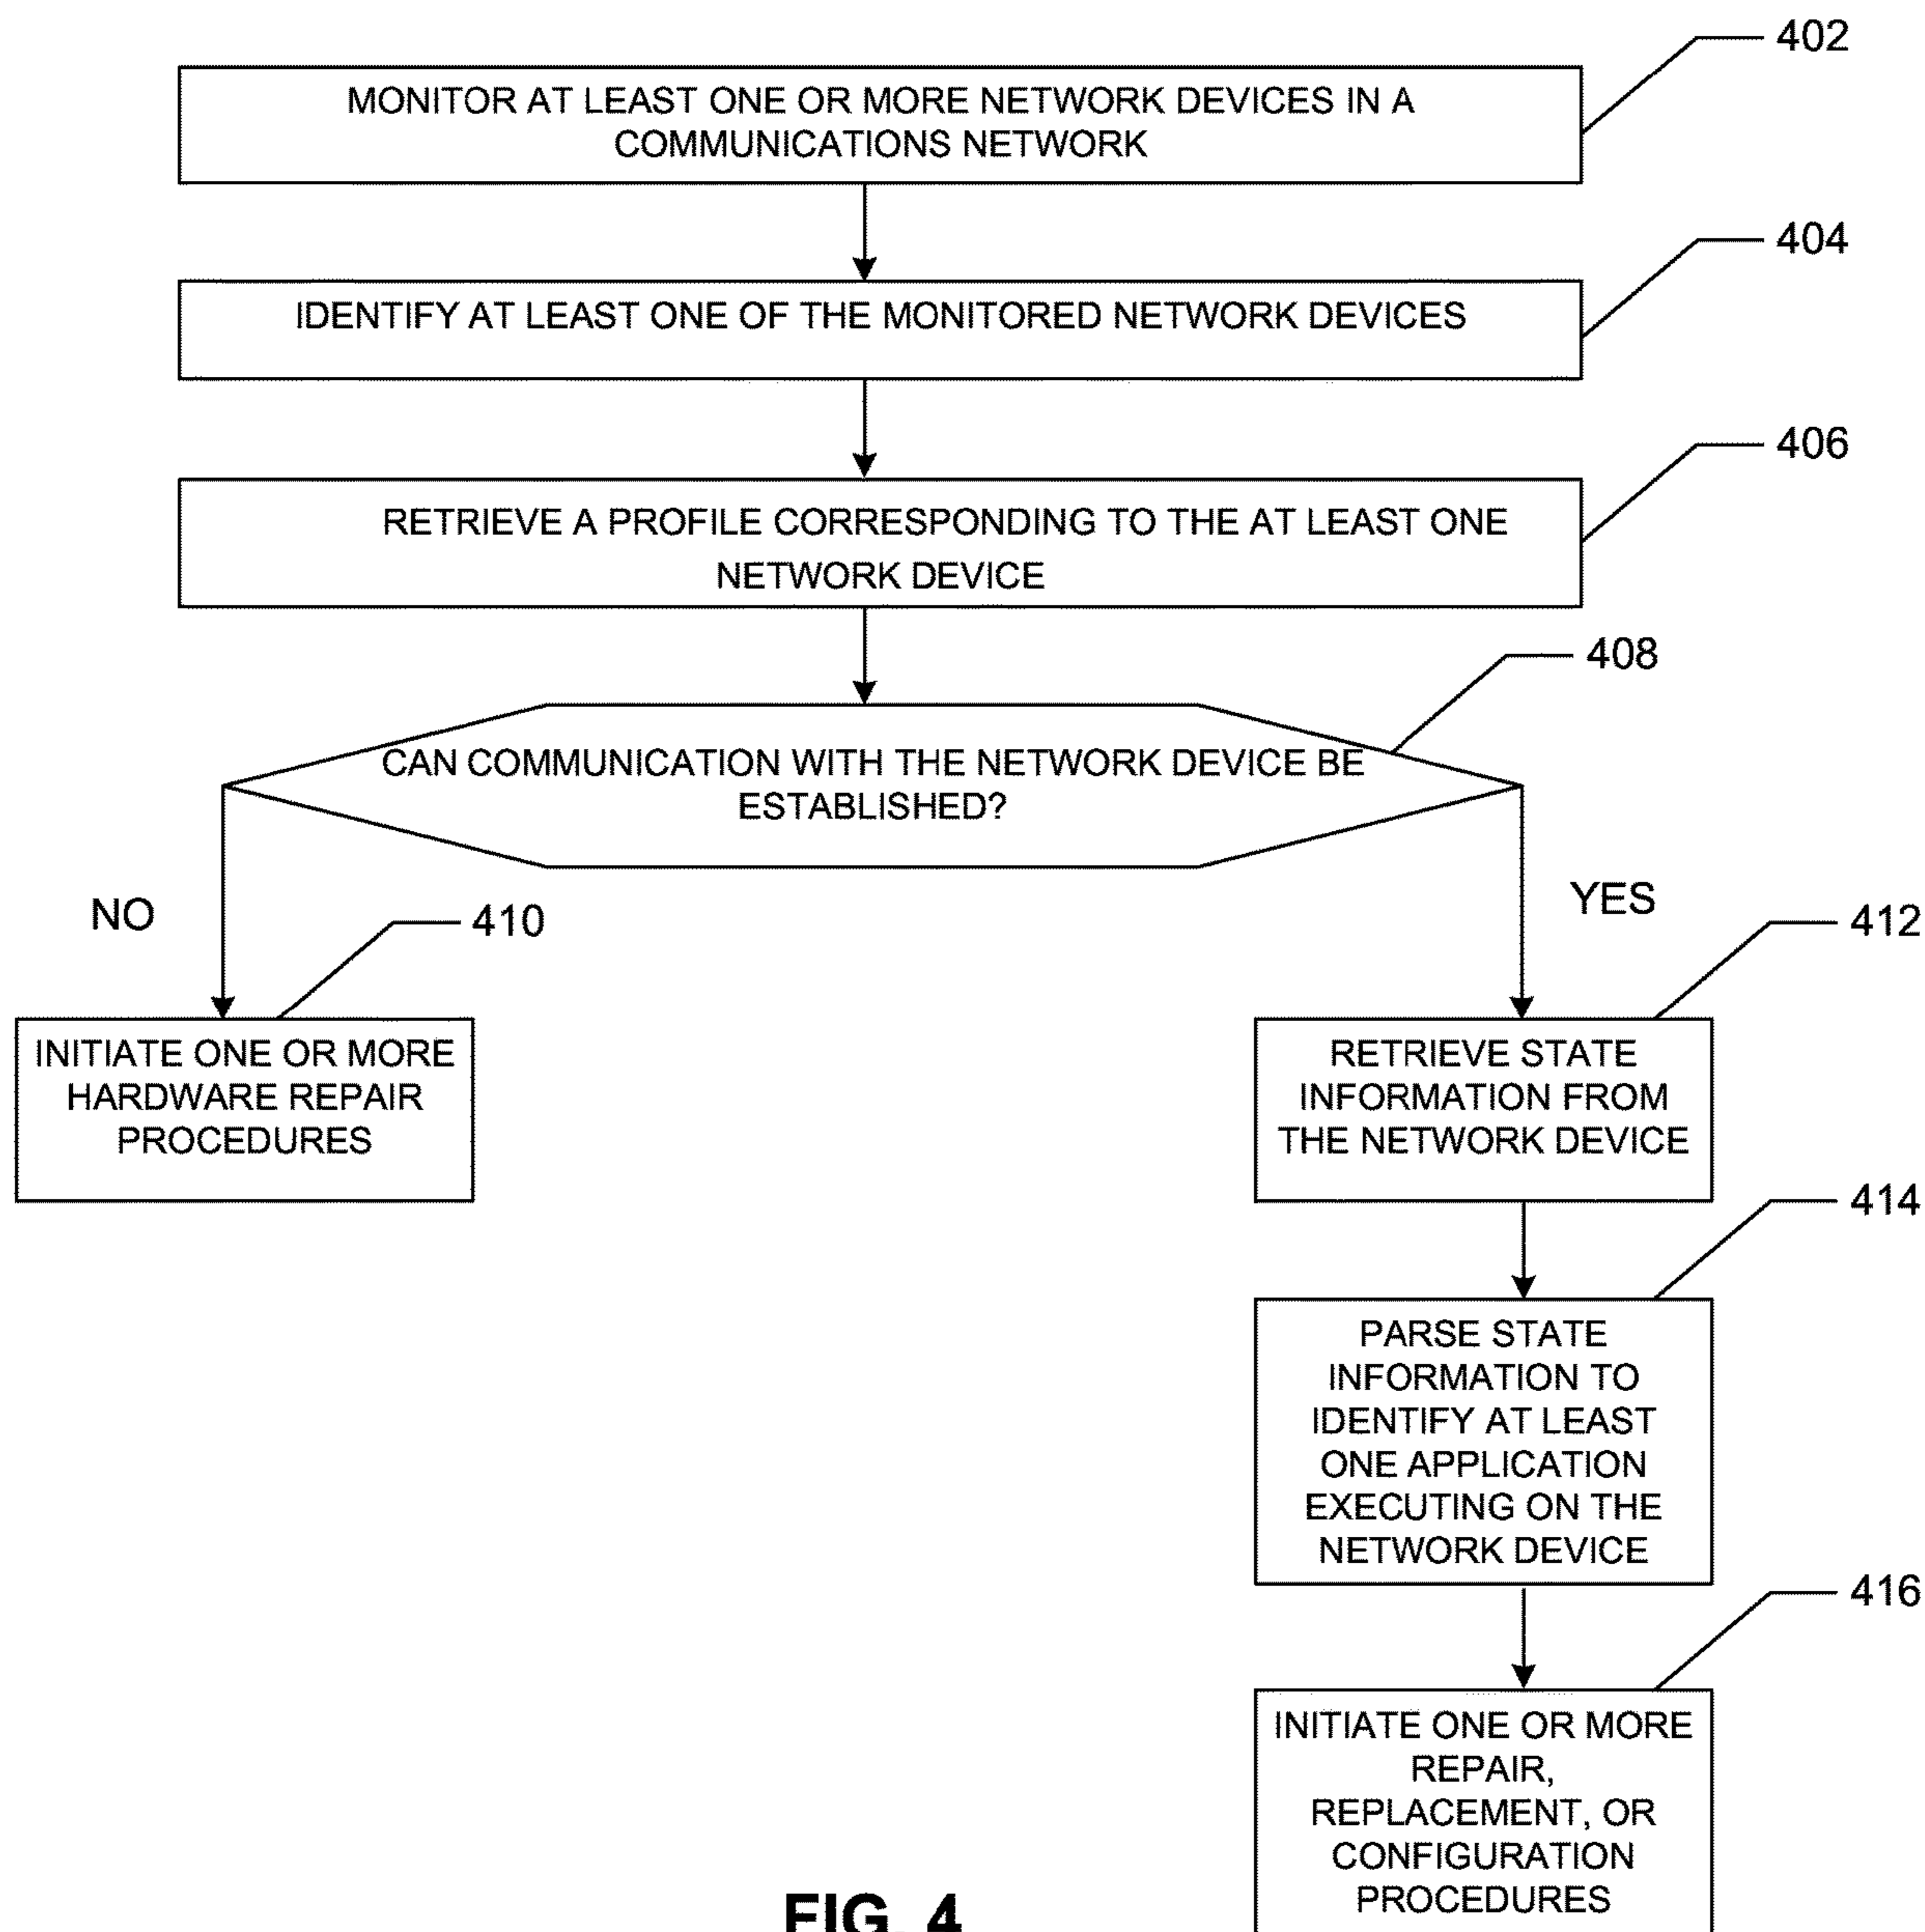 402
MONITOR AT LEAST ONE OR MORE NETWORK DEVICES IN A
COMMUNICATIONS NETWORK
404
IDENTIFY AT LEAST ONE OF THE MONITORED NETWORK DEVICES
406
RETRIEVE A PROFILE CORRESPONDING TO THE AT LEAST ONE
NETWORK DEVICE
408
CAN COMMUNICATION WITH THE NETWORK DEVICE BE
ESTABLISHED?
NO
YES
410
INITIATE ONE OR MORE
HARDWARE REPAIR
PROCEDURES
412
RETRIEVE STATE
INFORMATION FROM
THE NETWORK DEVICE
414
PARSE STATE
INFORMATION TO
IDENTIFY AT LEAST
ONE APPLICATION
EXECUTING ON THE
NETWORK DEVICE
416
INITIATE ONE OR MORE
REPAIR,
REPLACEMENT, OR
CONFIGURATION
PROCEDURES
FIG. 4